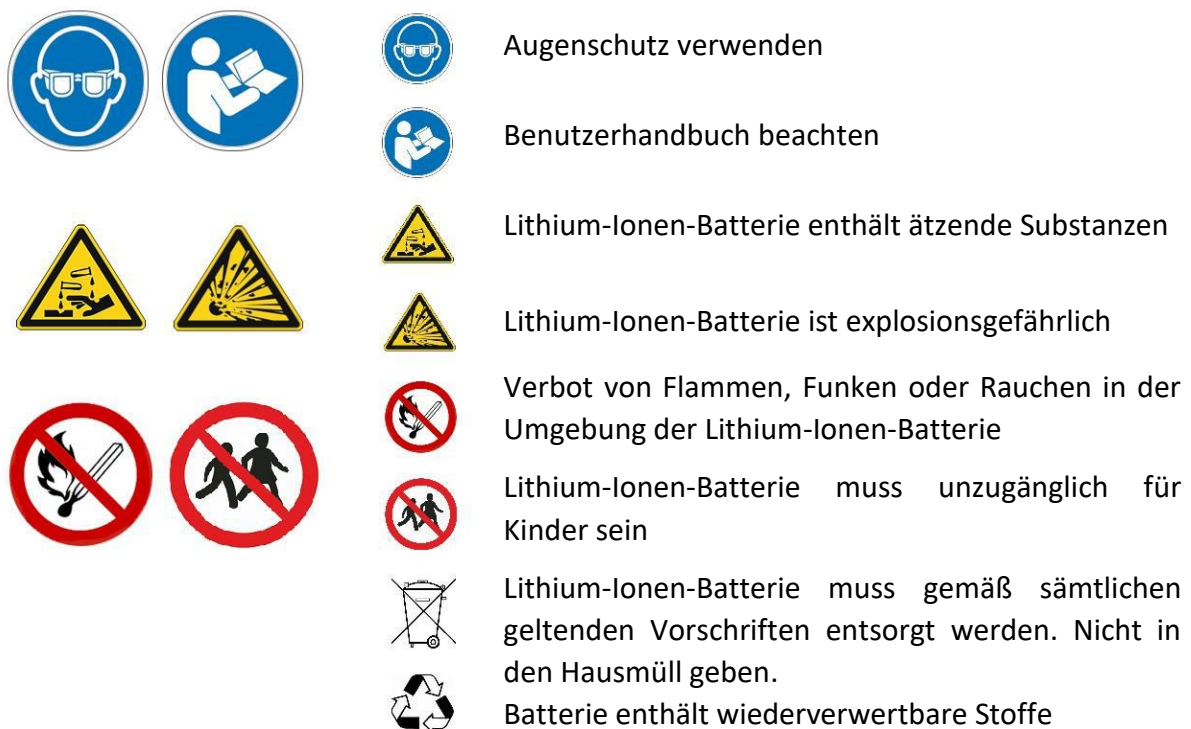 Augenschutz verwenden
Benutzerhandbuch beachten
Lithium-Ionen-Batterie enthält ätzende Substanzen
Lithium-Ionen-Batterie ist explosionsgefährlich
Verbot von Flammen, Funken oder Rauchen in der
Umgebung der Lithium-Ionen-Batterie
Lithium-Ionen-Batterie muss unzugänglich für
Kinder sein
Lithium-Ionen-Batterie muss gemäß sämtlichen
geltenden Vorschriften entsorgt werden. Nicht in
den Hausmüll geben.
Batterie enthält wiederverwertbare Stoffe